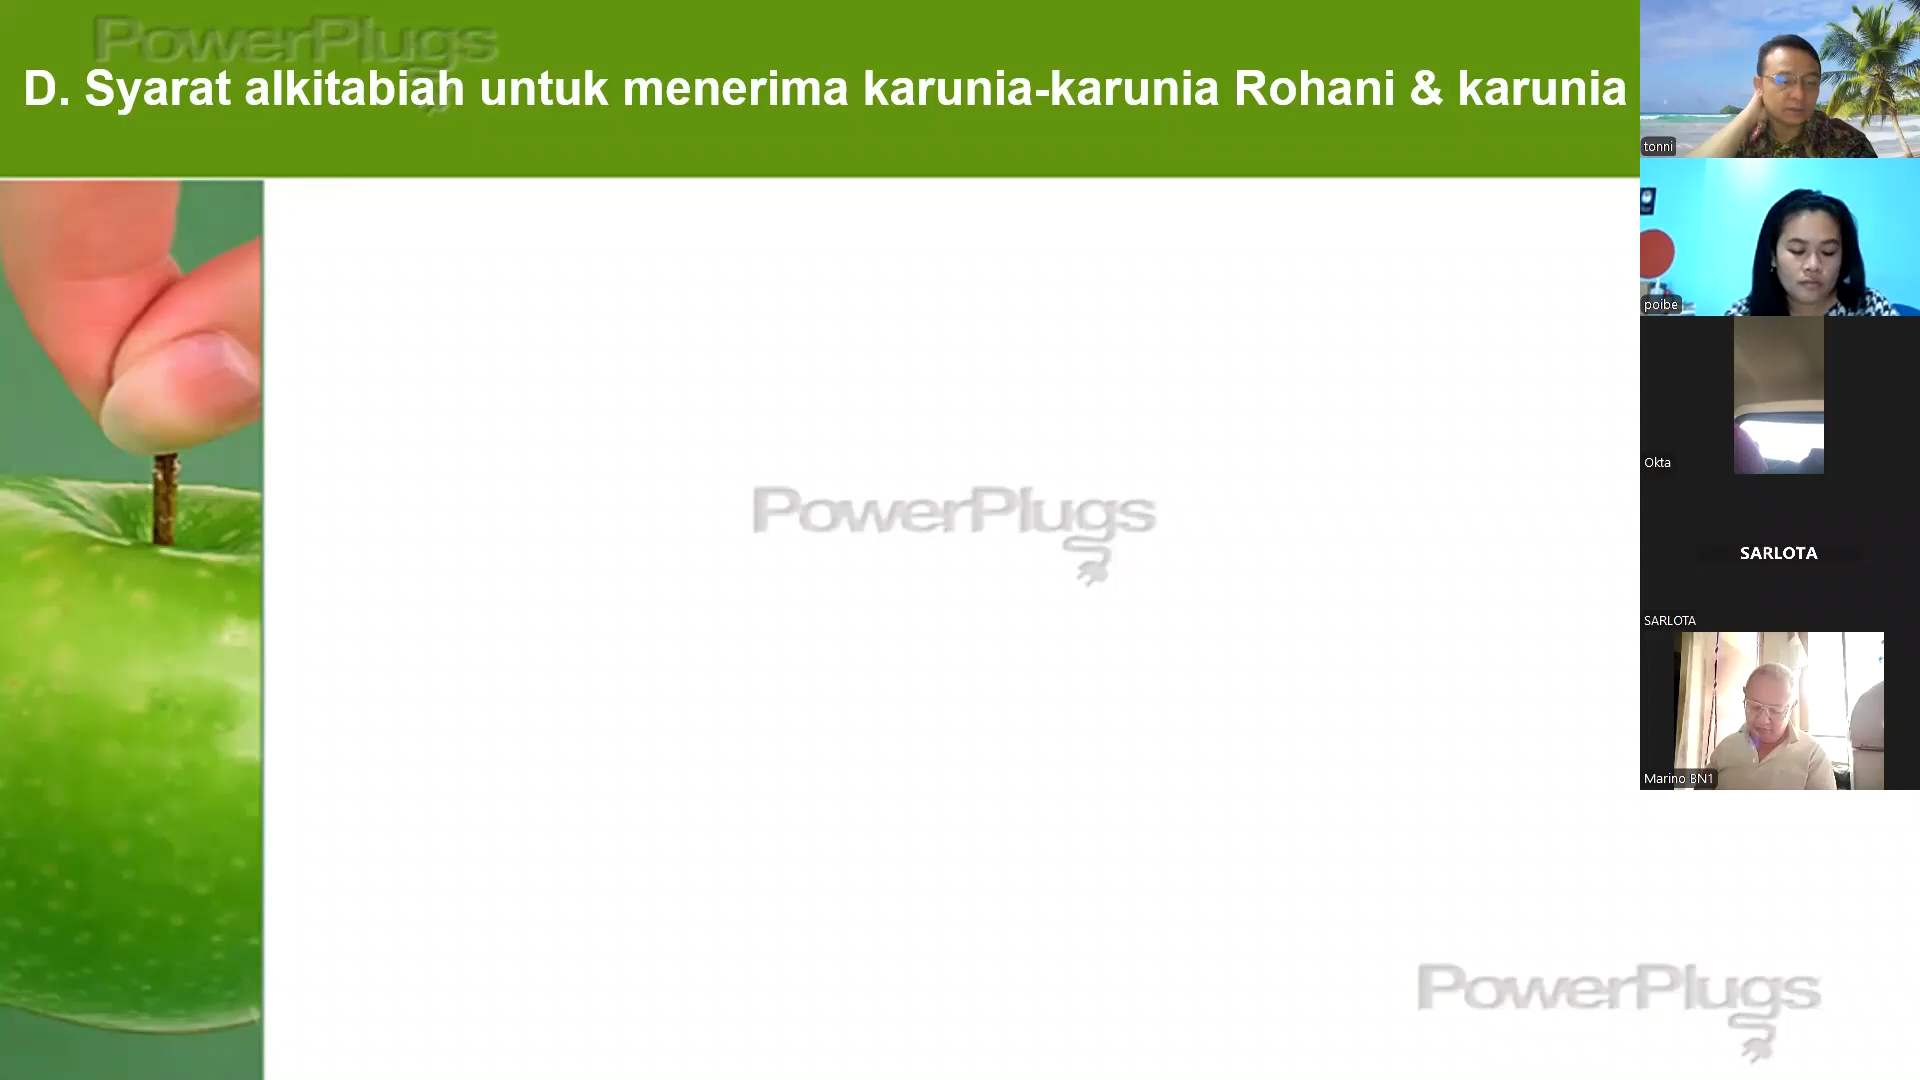 PowerPlugs
D. Syarat alkitabiah untuk menerima karunia-karunia Rohani & karunia
tonni
poibe
Okta
SARLOTA
SARLOTA
Marino BN1
PowerPlugs
PowerPlugs